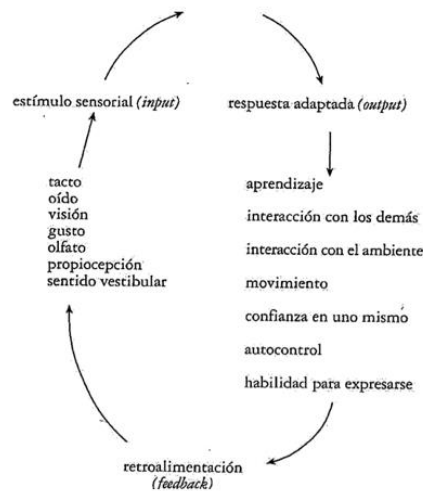 estímulo sensorial (input)
respuesta adaptada (output)
tacto
oído
visión
gusto
olfato
propiocepción
sentido vestibular
aprendizaje
interacción con los demás
interacción con el ambiente
movimiento
confianza en uno mismo
autocontrol
habilidad para expresarse
retroalimentación
(feedback)